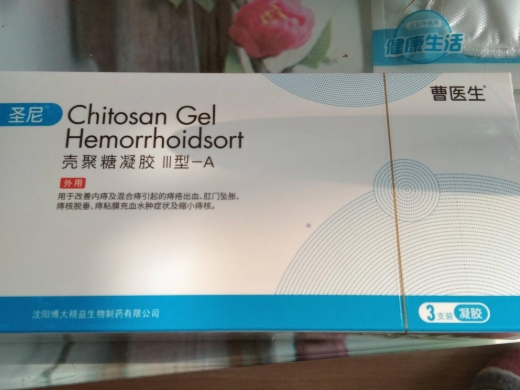 健康生活
圣尼™
曹医生®
Chitosan Gel
Hemorrhoidsort
壳聚糖凝胶 Ⅲ型-A
外用
用于改善内痔及混合痔引起的痔疮出血、肛门坠胀、
痔核脱垂、痔粘膜充血水肿症状及缩小痔核。
沈阳博大精益生物制药有限公司
3支装 凝胶